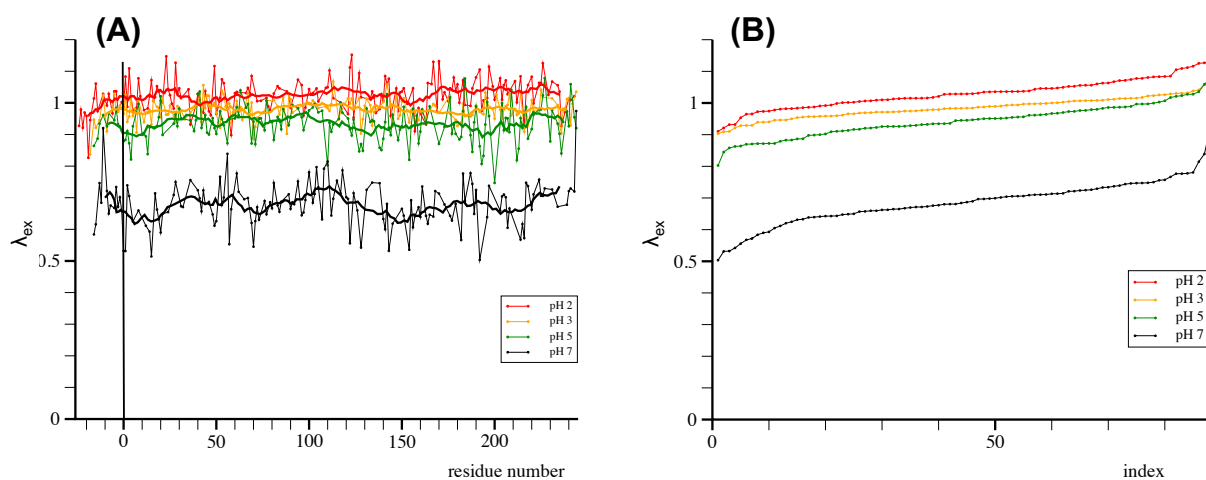 (A)
1
0.5
0
λex
0
50
100
150
200
residue number
pH 2
pH 3
pH 5
pH 7
(B)
1
0.5
0
λex
1
50
index
pH 2
pH 3
pH 5
pH 7